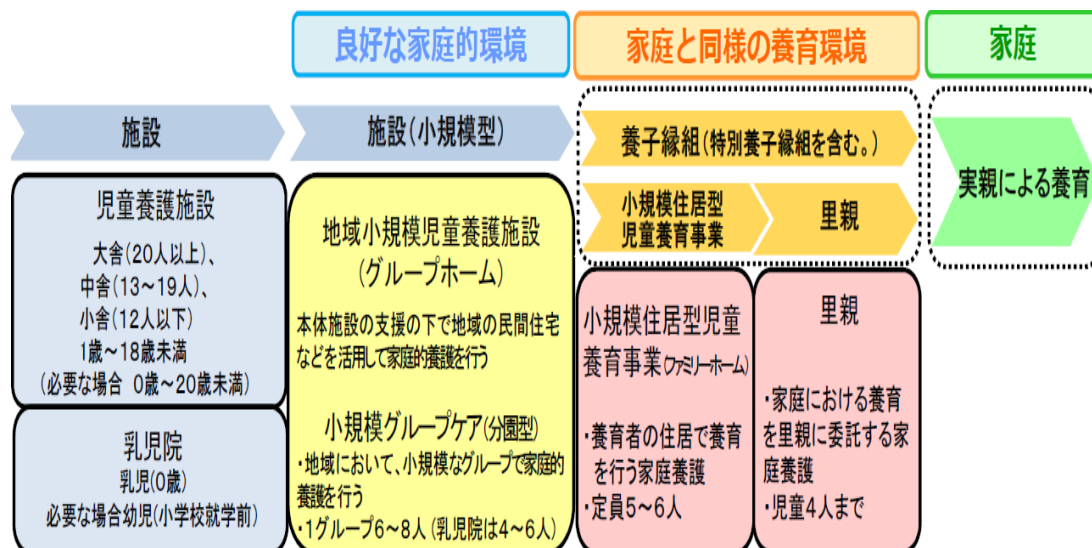 良好な家庭的環境
家庭と同様の養育環境
家庭
施設
施設(小規模型)
養子縁組(特別養子縁組を含む。)
小規模住居型
児童養育事業
里親
実親による養育
児童養護施設
大舎(20人以上)、
中舎(13～19人)、
小舎(12人以下)
1歳～18歳未満
(必要な場合 0歳～20歳未満)
乳児院
乳児(0歳)
必要な場合幼児(小学校就学前)
地域小規模児童養護施設
(グループホーム)
本体施設の支援の下で地域の民間住宅
などを活用して家庭的養護を行う
小規模グループケア(分園型)
・地域において、小規模なグループで家庭的
養護を行う
・1グループ6～8人(乳児院は4～6人)
小規模住居型児童
養育事業(ファミリーホーム)
・養育者の住居で養育
を行う家庭養護
・定員5～6人
里親
・家庭における養育
を里親に委託する家
庭養護
・児童4人まで